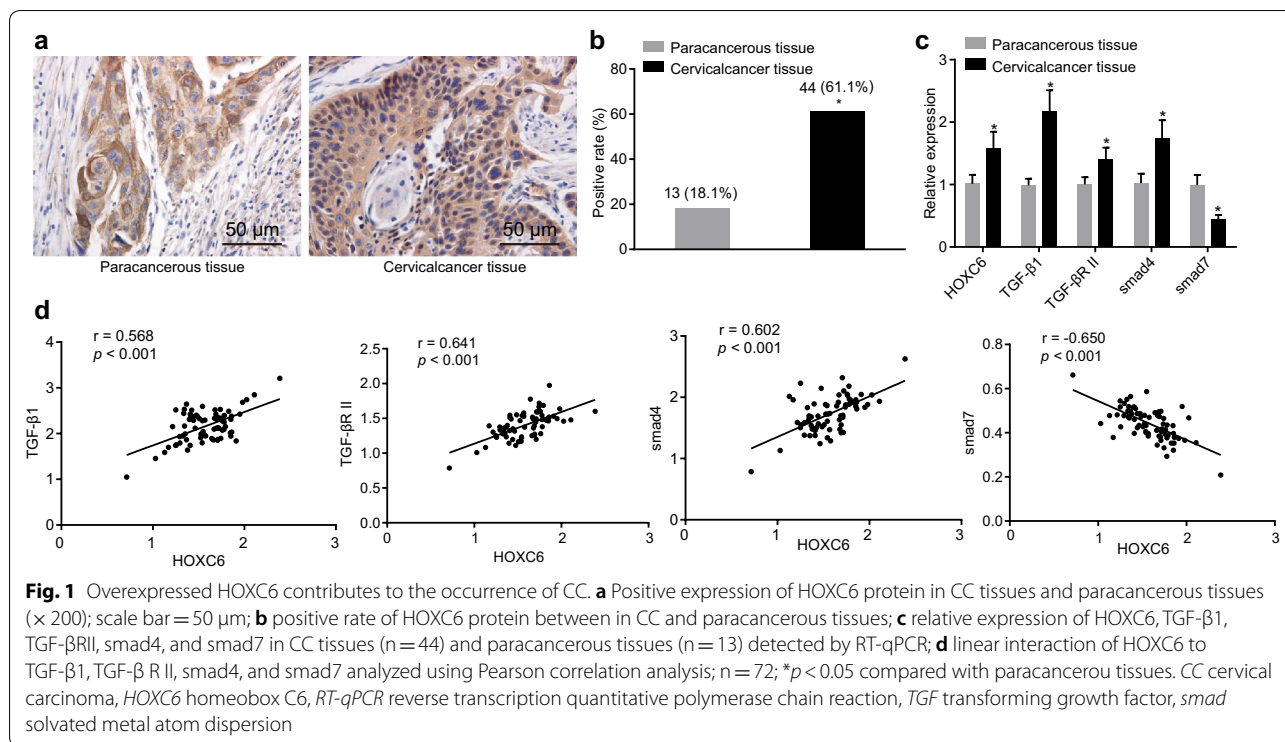 a
50 µm
50 µm
Paracancerous tissue
Cervicalcancer tissue
b
Paracancerous tissue
Cervicalcancer tissue
Positive rate (%)
80
60
40
20
0
13 (18.1%)
44 (61.1%)
*
c
Paracancerous tissue
Cervicalcancer tissue
Relative expression
3
2
1
0
* * * * *
HOXC6
TGF-β1
TGF-βR II
smad4
smad7
d
r = 0.568
p < 0.001
TGF-β1
4
3
2
1
0
0 1 2 3
HOXC6
r = 0.641
p < 0.001
TGF-βR II
2.5
2.0
1.5
1.0
0.5
0.0
0 1 2 3
HOXC6
r = 0.602
p < 0.001
smad4
4
3
2
1
0
0 1 2 3
HOXC6
r = -0.650
p < 0.001
smad7
0.8
0.6
0.4
0.2
0.0
0 1 2 3
HOXC6
Fig. 1 Overexpressed HOXC6 contributes to the occurrence of CC. a Positive expression of HOXC6 protein in CC tissues and paracancerous tissues
(× 200); scale bar = 50 µm; b positive rate of HOXC6 protein between in CC and paracancerous tissues; c relative expression of HOXC6, TGF-β1,
TGF-βRII, smad4, and smad7 in CC tissues (n = 44) and paracancerous tissues (n = 13) detected by RT-qPCR; d linear interaction of HOXC6 to
TGF-β1, TGF-β R II, smad4, and smad7 analyzed using Pearson correlation analysis; n = 72; *p < 0.05 compared with paracancerou tissues. CC cervical
carcinoma, HOXC6 homeobox C6, RT-qPCR reverse transcription quantitative polymerase chain reaction, TGF transforming growth factor, smad
solvated metal atom dispersion